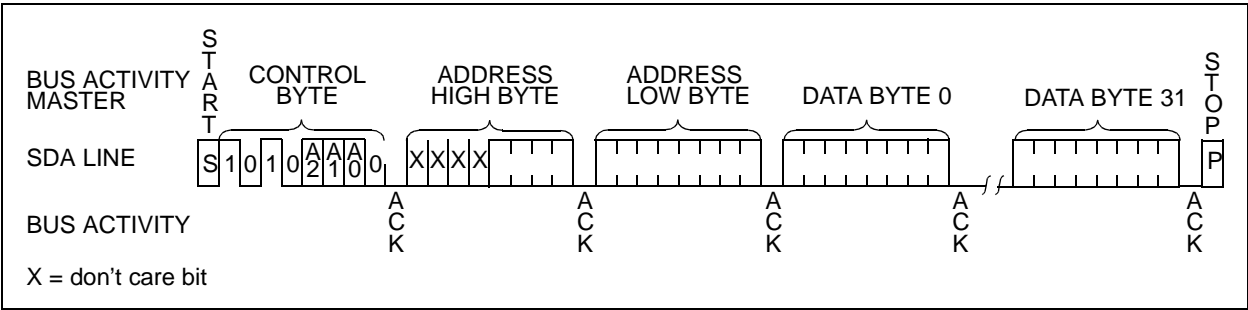 START
BUS ACTIVITY MASTER
CONTROL BYTE
ADDRESS HIGH BYTE
ADDRESS LOW BYTE
DATA BYTE 0
DATA BYTE 31
STOP
SDA LINE
S 1 0 1 0 A2 A1 A0 0 X X X X P
BUS ACTIVITY
ACK ACK ACK ACK ACK
X = don't care bit